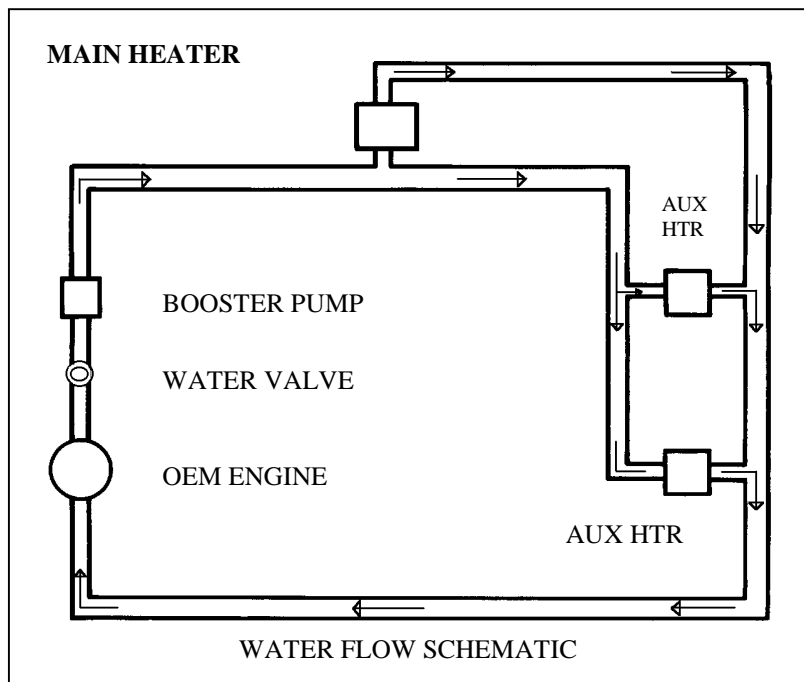 MAIN HEATER
AUX
HTR
BOOSTER PUMP
WATER VALVE
OEM ENGINE
AUX HTR
WATER FLOW SCHEMATIC